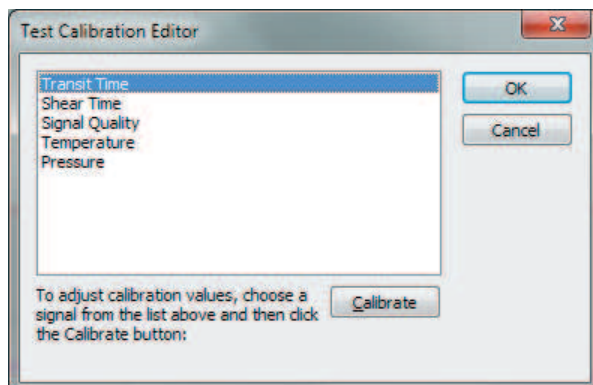 Test Calibration Editor
Transit Time
Shear Time
Signal Quality
Temperature
Pressure
OK
Cancel
To adjust calibration values, choose a
signal from the list above and then click
the Calibrate button:
Calibrate